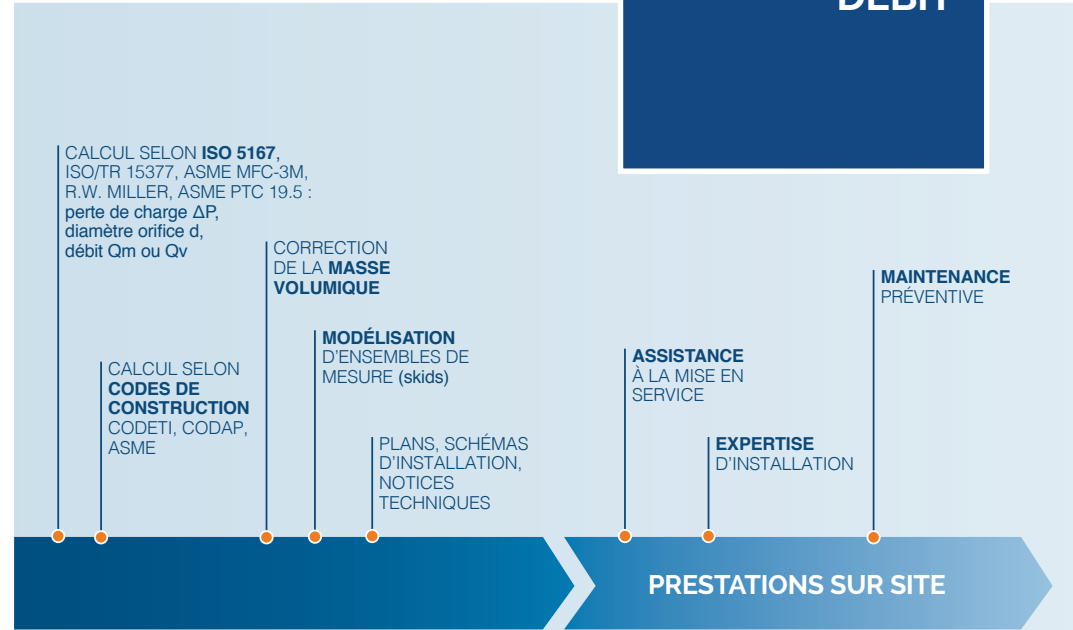 DÉBIT
CALCUL SELON ISO 5167,
ISO/TR 15377, ASME MFC-3M,
R.W. MILLER, ASME PTC 19.5 :
perte de charge ΔP,
diamètre orifice d,
débit Qm ou Qv
CALCUL SELON
CODES DE
CONSTRUCTION
CODETI, CODAP,
ASME
CORRECTION
DE LA MASSE
VOLUMIQUE
MODÉLISATION
D'ENSEMBLES DE
MESURE (skids)
PLANS, SCHÉMAS
D'INSTALLATION,
NOTICES
TECHNIQUES
ASSISTANCE
À LA MISE EN
SERVICE
EXPERTISE
D'INSTALLATION
MAINTENANCE
PRÉVENTIVE
PRESTATIONS SUR SITE